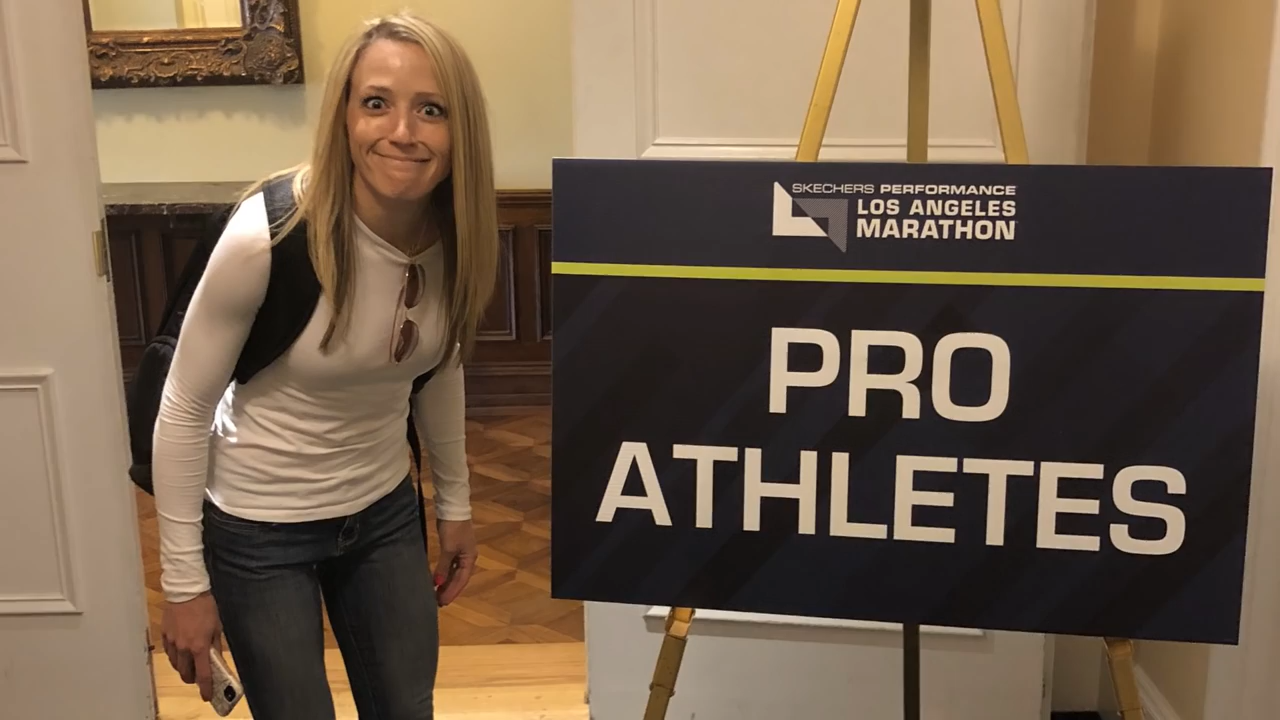 SKECHERS PERFORMANCE
LOS ANGELES
MARATHON
PRO
ATHLETES